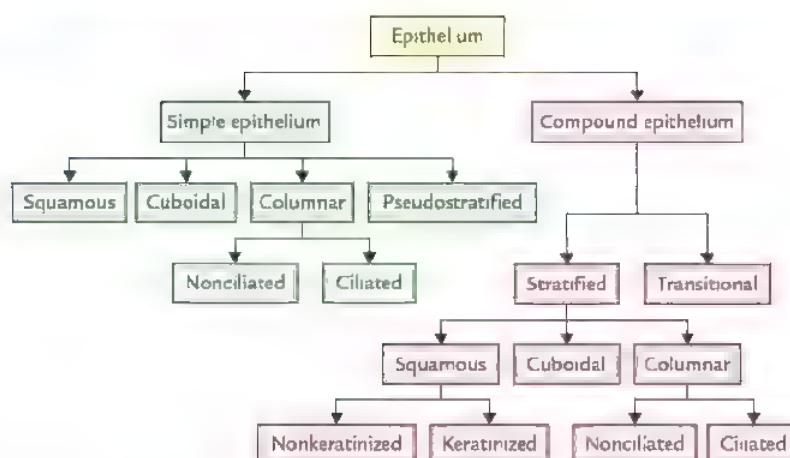 Epithelium
Simple epithelium
Compound epithelium
Squamous
Cuboidal
Columnar
Pseudostratified
Nonciliated
Ciliated
Stratified
Transitional
Squamous
Cuboidal
Columnar
Nonkeratinized
Keratinized
Nonciliated
Ciliated